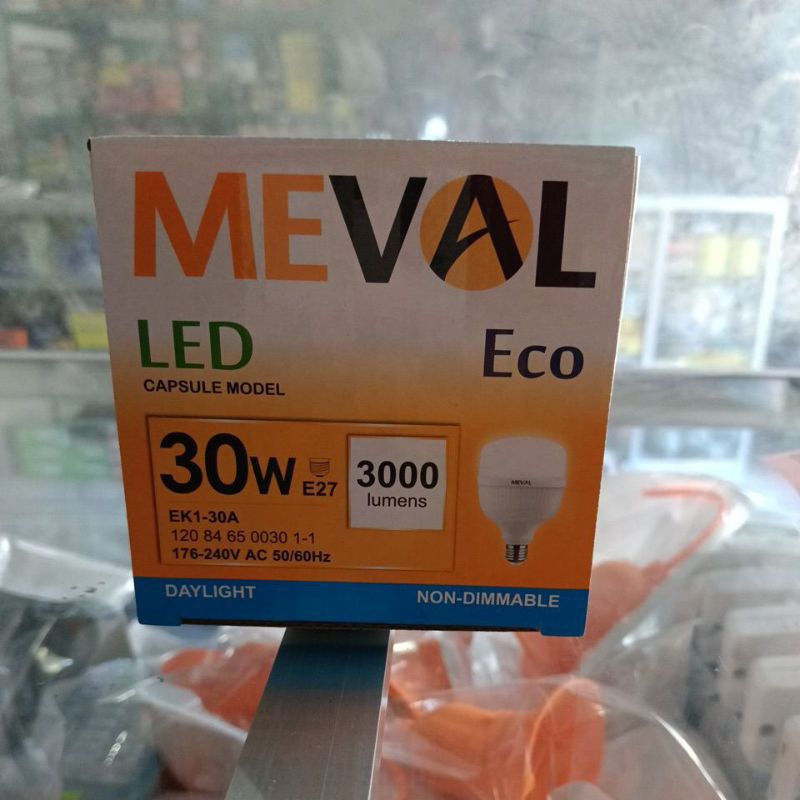 MEVAL
LED
Eco
CAPSULE MODEL
30W E27
3000
lumens
EK1-30A
120 84 65 0030 1-1
176-240V AC 50/60Hz
MEVAL
DAYLIGHT
NON-DIMMABLE